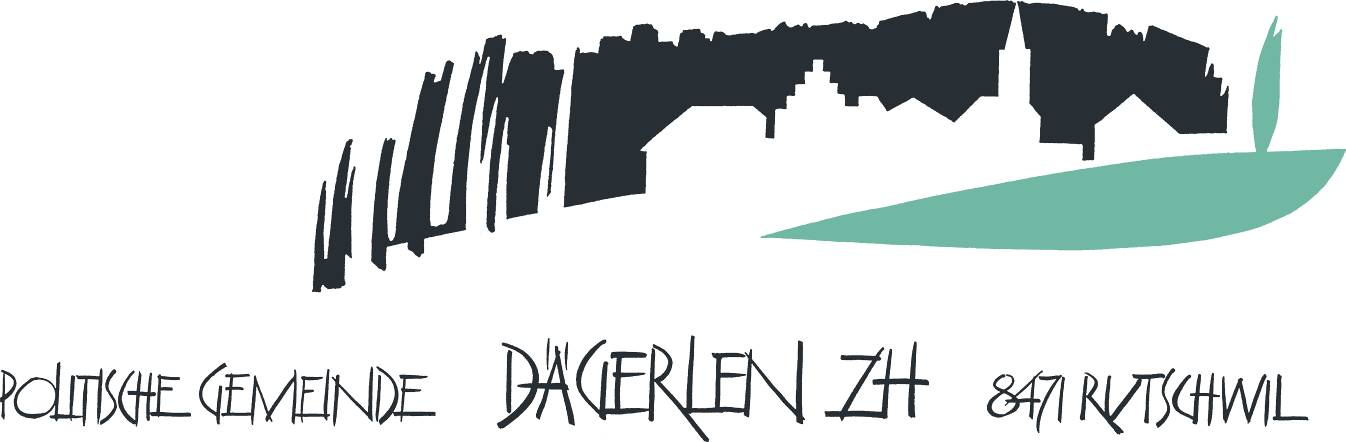 POLITISCHE GEMEINDE DÄGERLEN ZH 8471 RUTSCHWIL